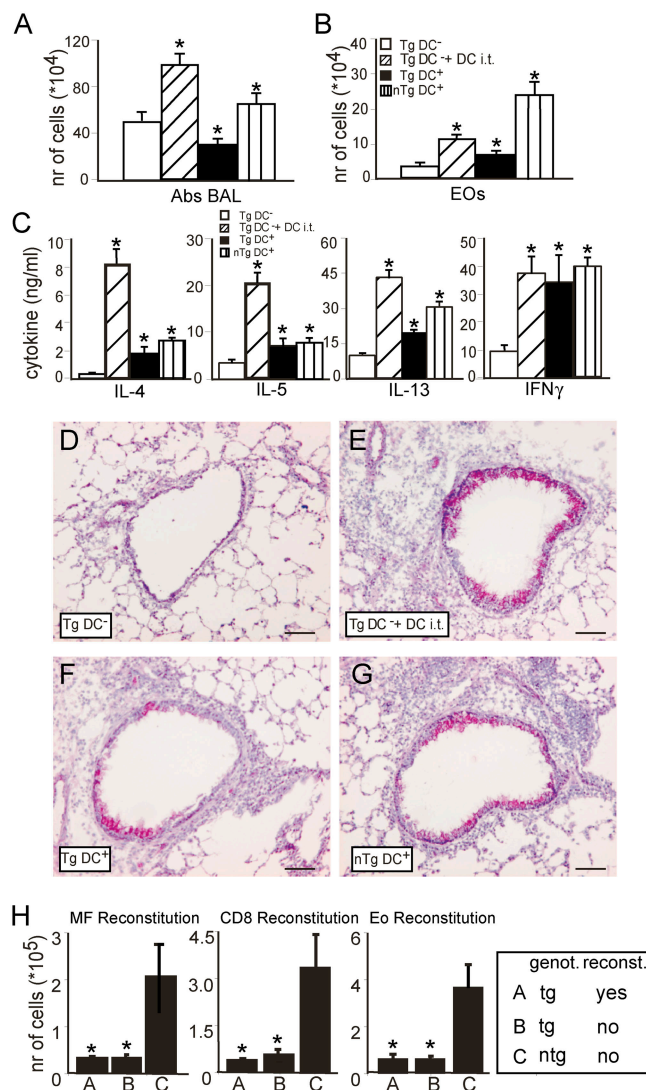 A
B
nr of cells (*10⁴)
120
80
40
0
* * *
Abs BAL
nr of cells (*10⁴)
40
20
10
0
Tg DC⁻
Tg DC⁻+ DC i.t.
Tg DC⁺
nTg DC⁺
* * *
EOs
C
Tg DC⁻
Tg DC⁻+ DC i.t.
Tg DC⁺
nTg DC⁺
cytokine (ng/ml)
10
8
6
4
2
0
* * *
IL-4
30
20
10
0
* * *
IL-5
60
45
30
15
0
* * *
IL-13
50
40
30
20
10
0
* * *
IFNγ
D
Tg DC⁻
E
Tg DC⁻+ DC i.t.
F
Tg DC⁺
G
nTg DC⁺
H
MF Reconstitution
CD8 Reconstitution
Eo Reconstitution
nr of cells (*10⁵)
3
2
1
0
* *
A B C
4.5
3.0
1.5
0
* *
A B C
6
4
2
0
* *
A B C
genot. reconst.
A tg yes
B tg no
C ntg no